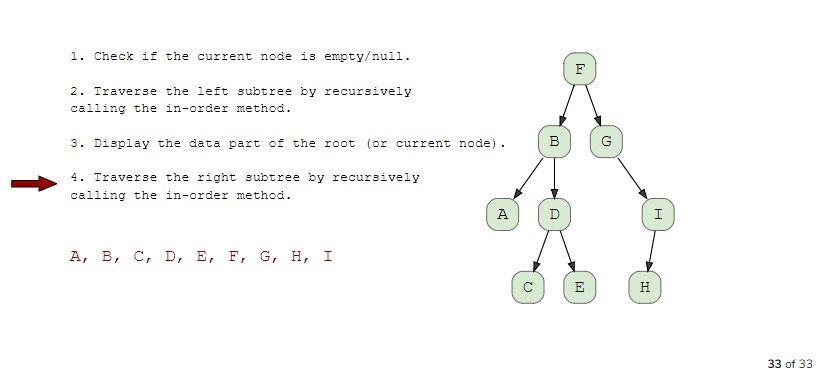 1. Check if the current node is empty/null.
2. Traverse the left subtree by recursively
calling the in-order method.
3. Display the data part of the root (or current node).
4. Traverse the right subtree by recursively
calling the in-order method.
A, B, C, D, E, F, G, H, I
F
B
G
A
D
I
C
E
H
33 of 33